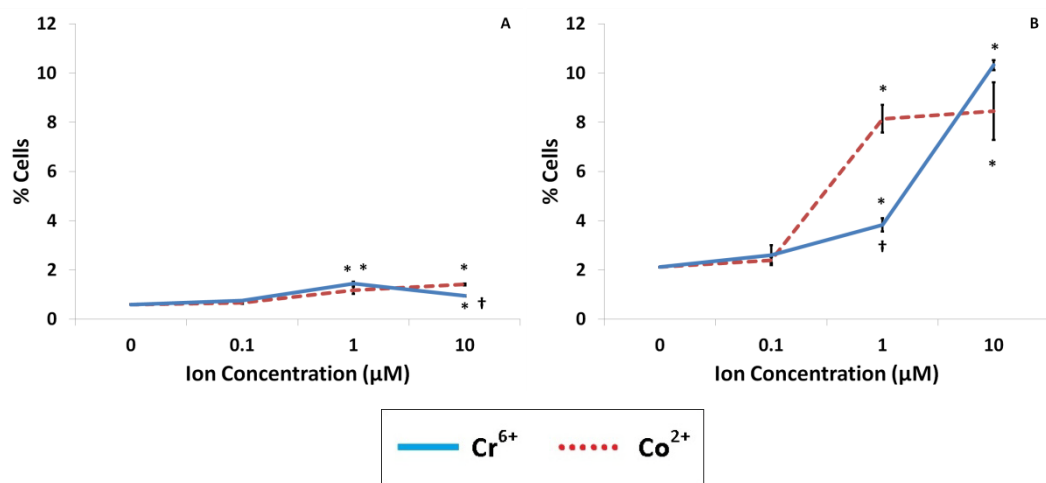 A
12
10
8
6
4
2
0
% Cells
* *
*
* †
0 0.1 1 10
Ion Concentration (µM)
B
12
10
8
6
4
2
0
% Cells
*
*
*
*
†
0 0.1 1 10
Ion Concentration (µM)
Cr⁶⁺ Co²⁺